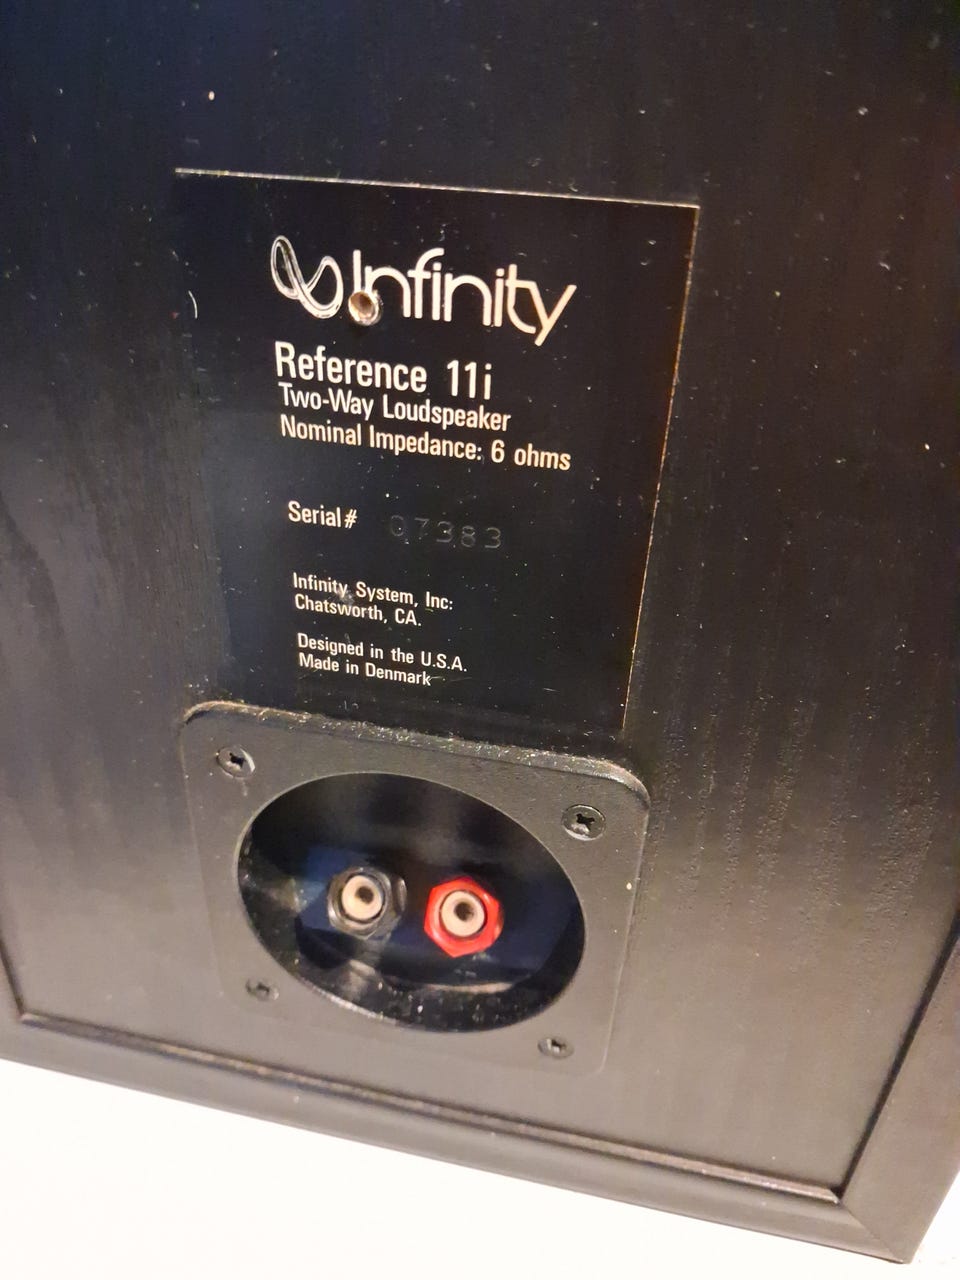 Infinity
Reference 11i
Two-Way Loudspeaker
Nominal Impedance: 6 ohms
Serial# 07383
Infinity System, Inc:
Chatsworth, CA.
Designed in the U.S.A.
Made in Denmark